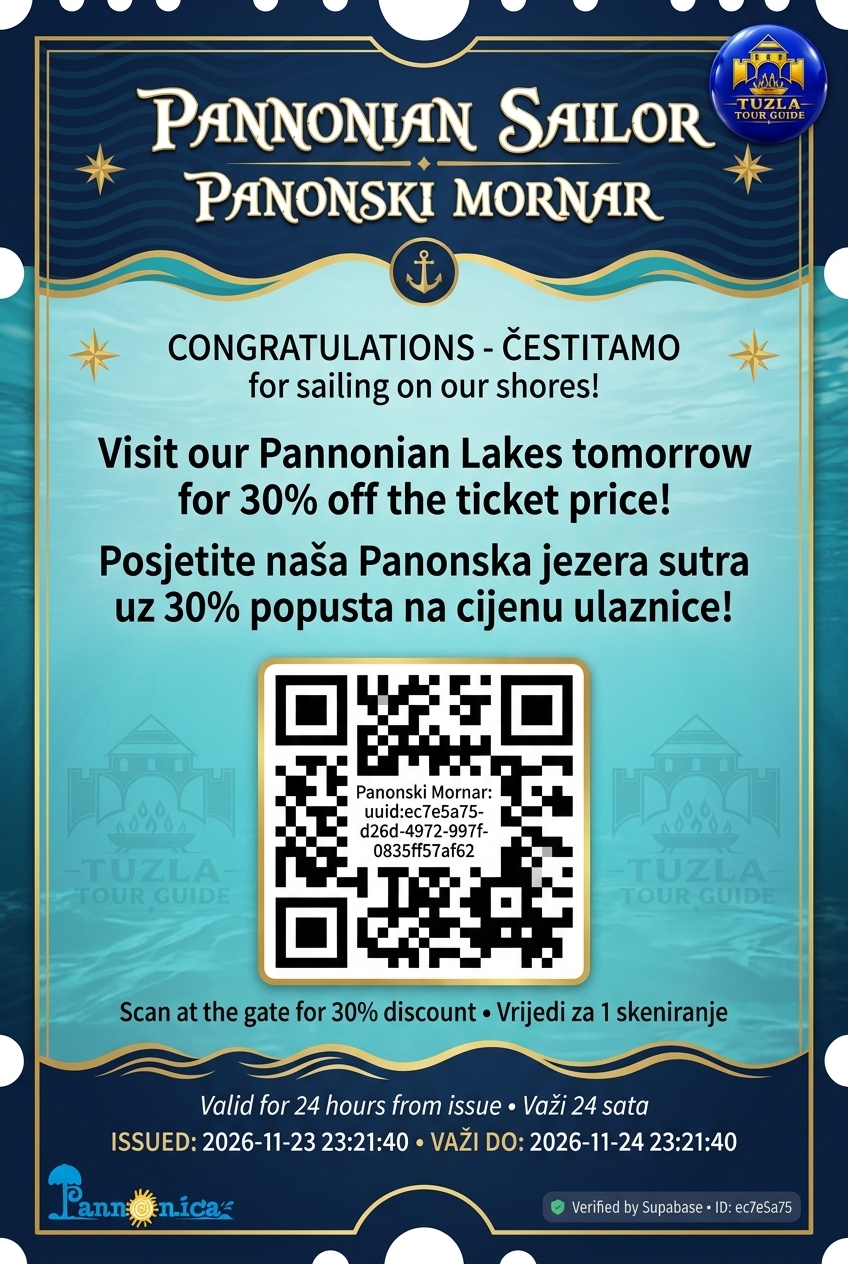 TUZLA
TOUR GUIDE
PANNONIAN SAILOR
PANONSKI MORNAR
CONGRATULATIONS - ČESTITAMO
for sailing on our shores!
Visit our Pannonian Lakes tomorrow
for 30% off the ticket price!
Posjetite naša Panonska jezera sutra
uz 30% popusta na cijenu ulaznice!
Panonski Mornar:
uuid:ec7e5a75-
d26d-4972-997f-
0835ff57af62
TUZLA
TOUR GUIDE
TUZLA
TOUR GUIDE
Scan at the gate for 30% discount • Vrijedi za 1 skeniranje
Valid for 24 hours from issue • Važi 24 sata
ISSUED: 2026-11-23 23:21:40 • VAŽI DO: 2026-11-24 23:21:40
Pannonica
Verified by Supabase • ID: ec7eSa75